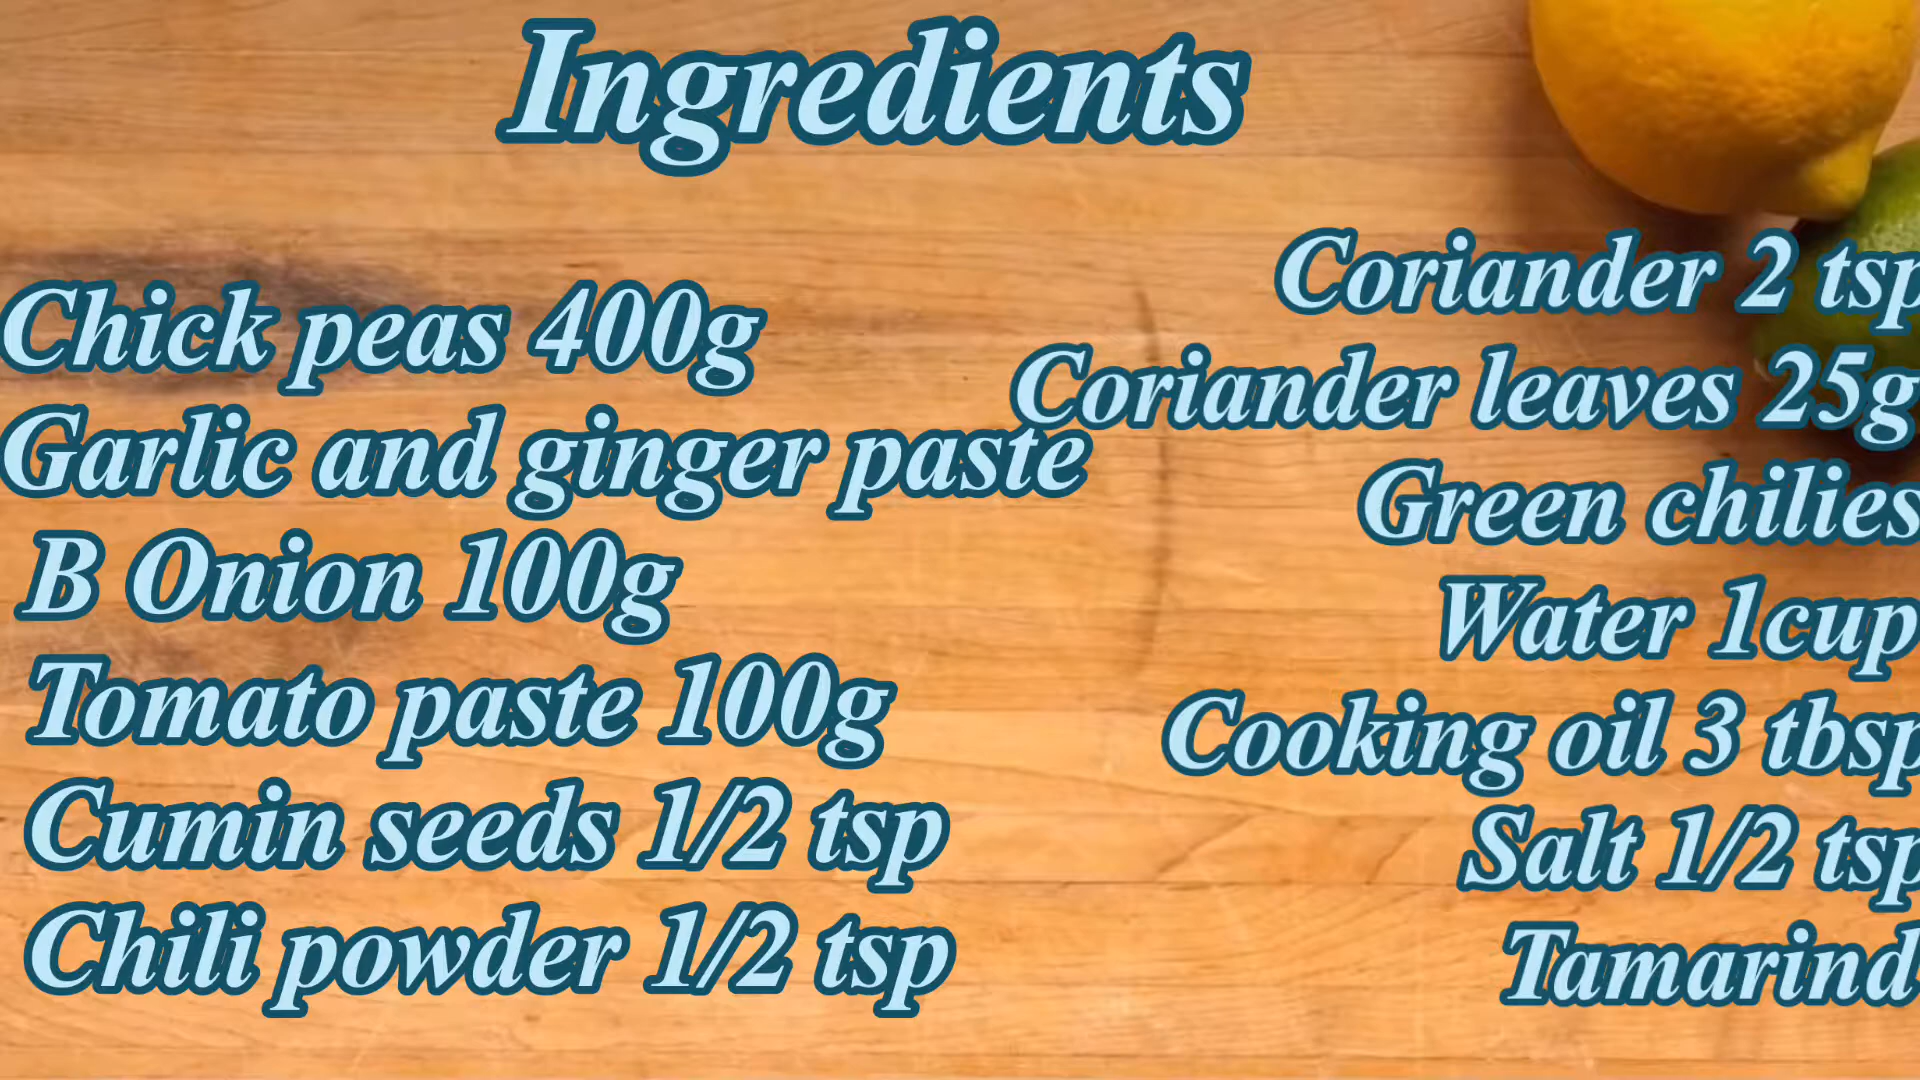 Ingredients
Chick peas 400g
Garlic and ginger paste
B Onion 100g
Tomato paste 100g
Cumin seeds 1/2 tsp
Chili powder 1/2 tsp
Coriander 2 tsp
Coriander leaves 25g
Green chilies
Water 1cup
Cooking oil 3 tbsp
Salt 1/2 tsp
Tamarind